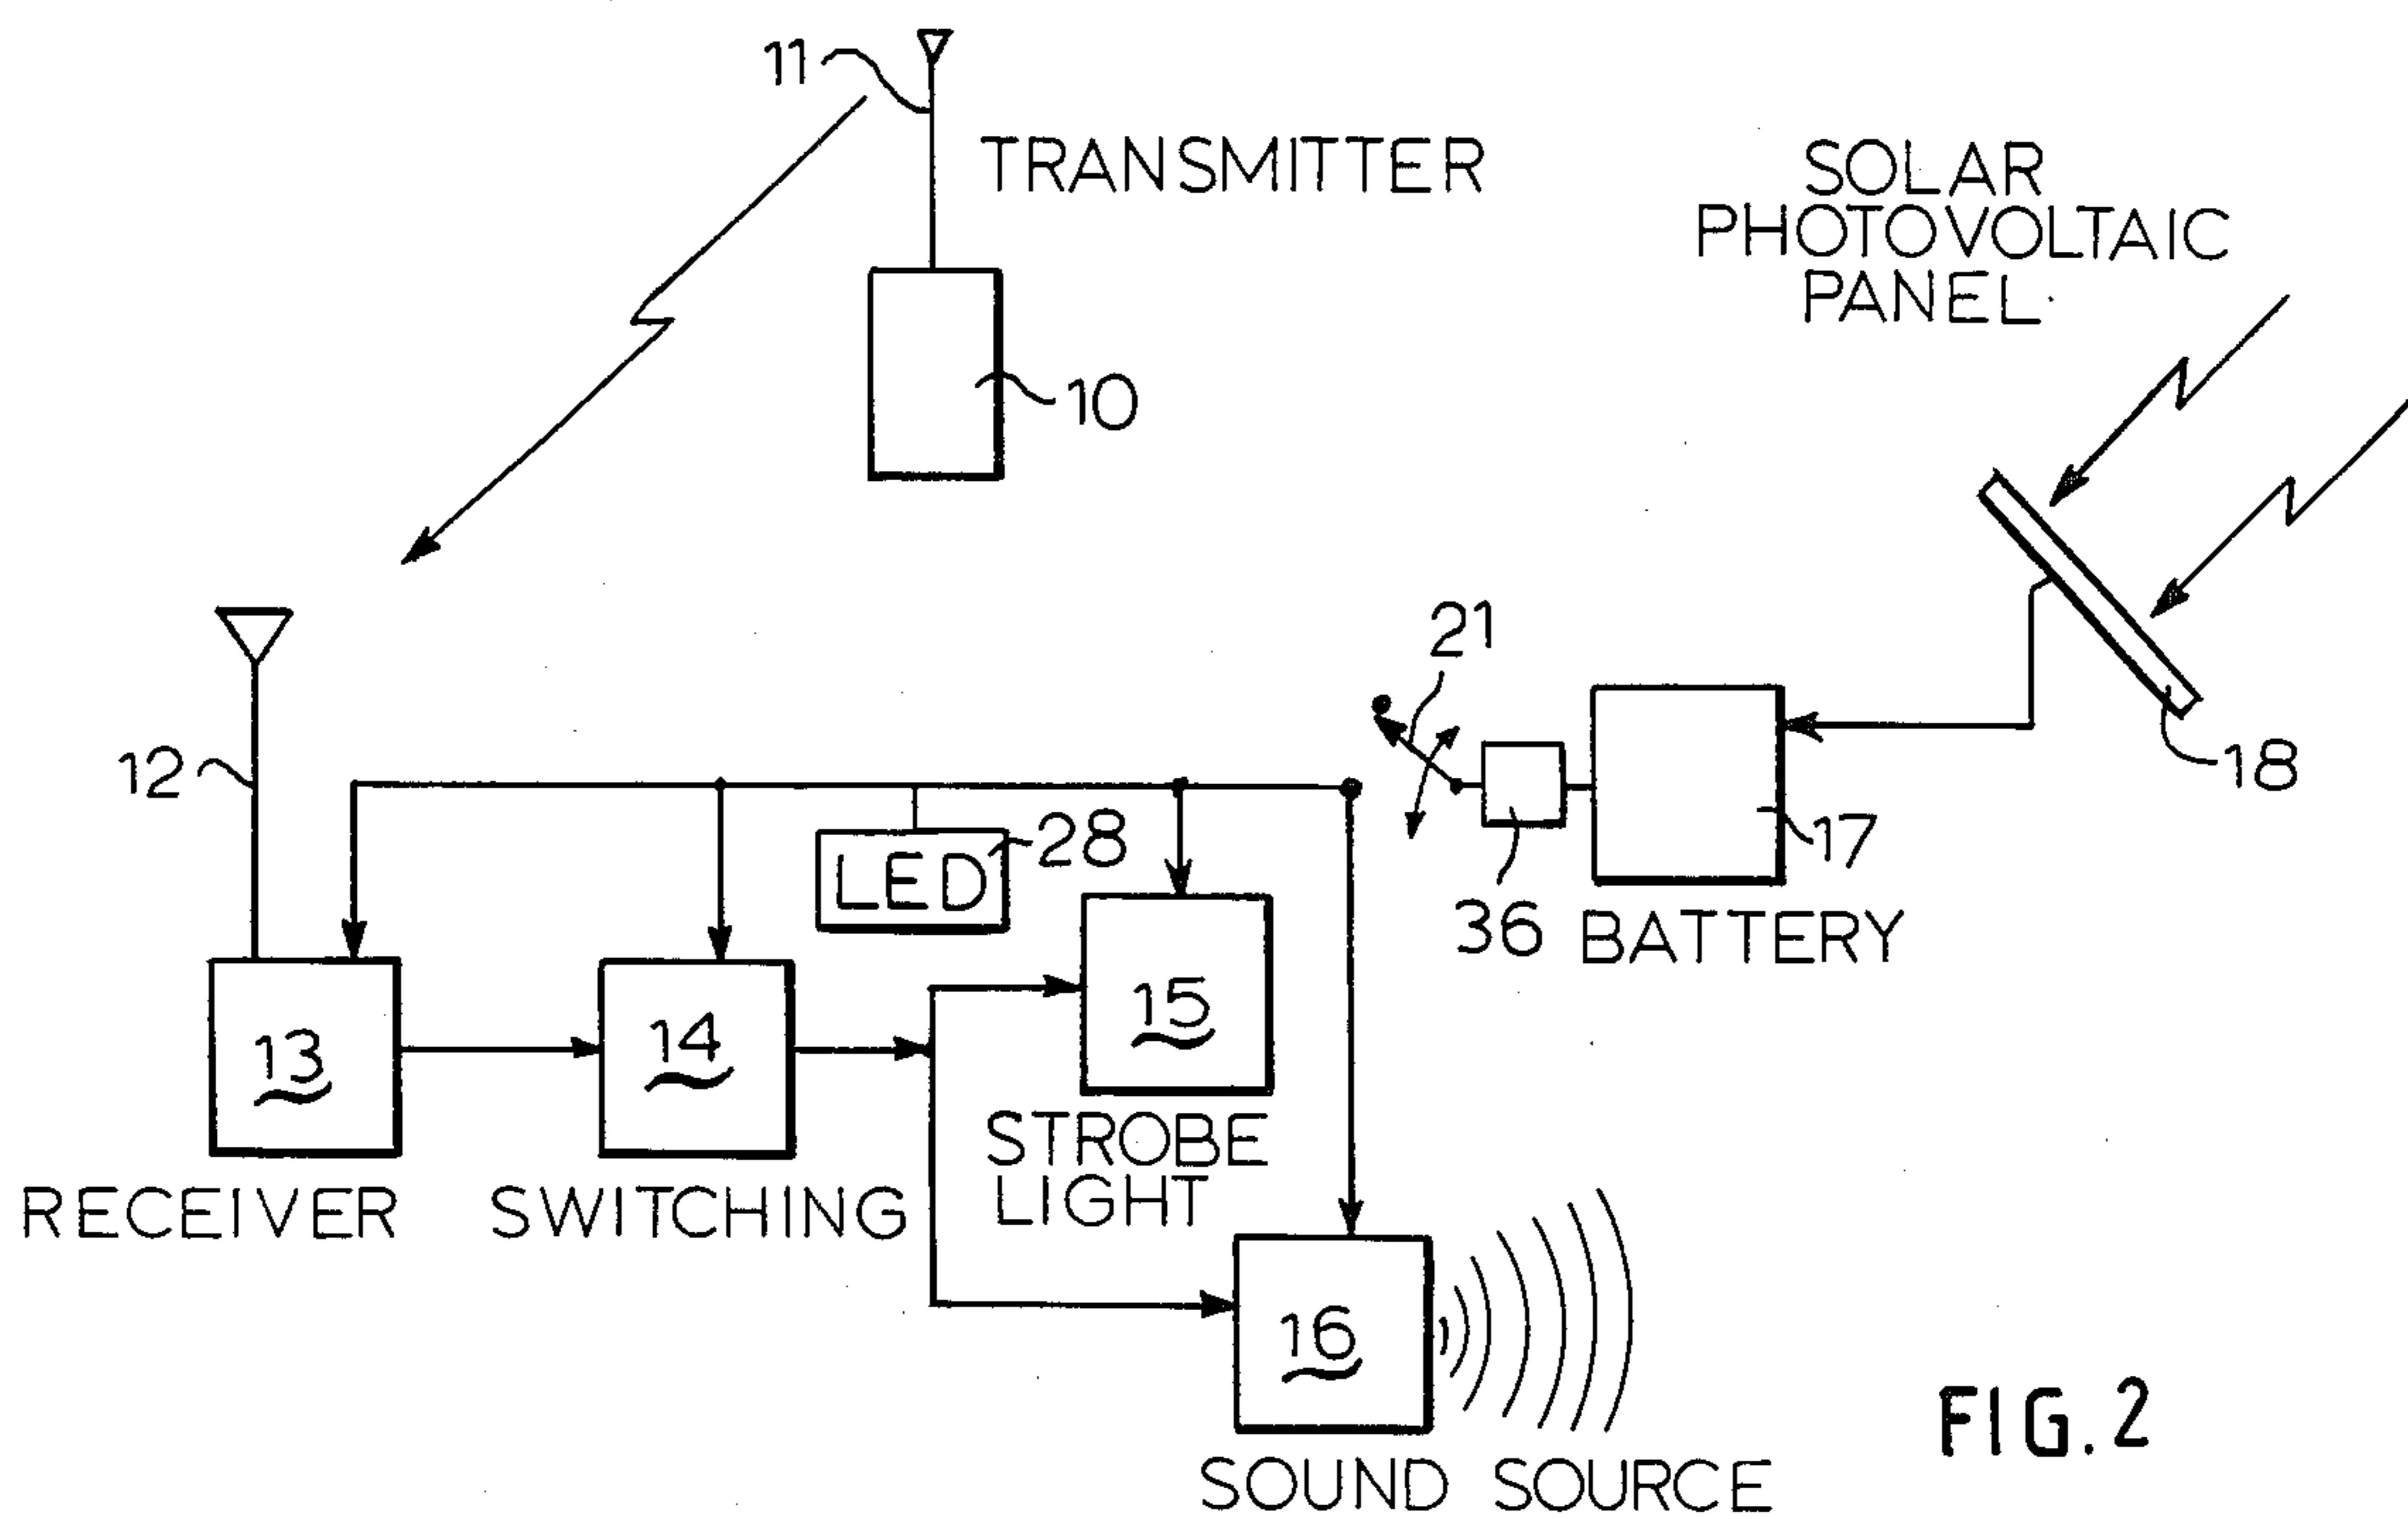 11
TRANSMITTER
SOLAR
PHOTOVOLTAIC
PANEL
10
21
12
18
28
LED
17
36
BATTERY
15
13
14
STROBE
LIGHT
RECEIVER
SWITCHING
16
SOUND SOURCE
FIG. 2